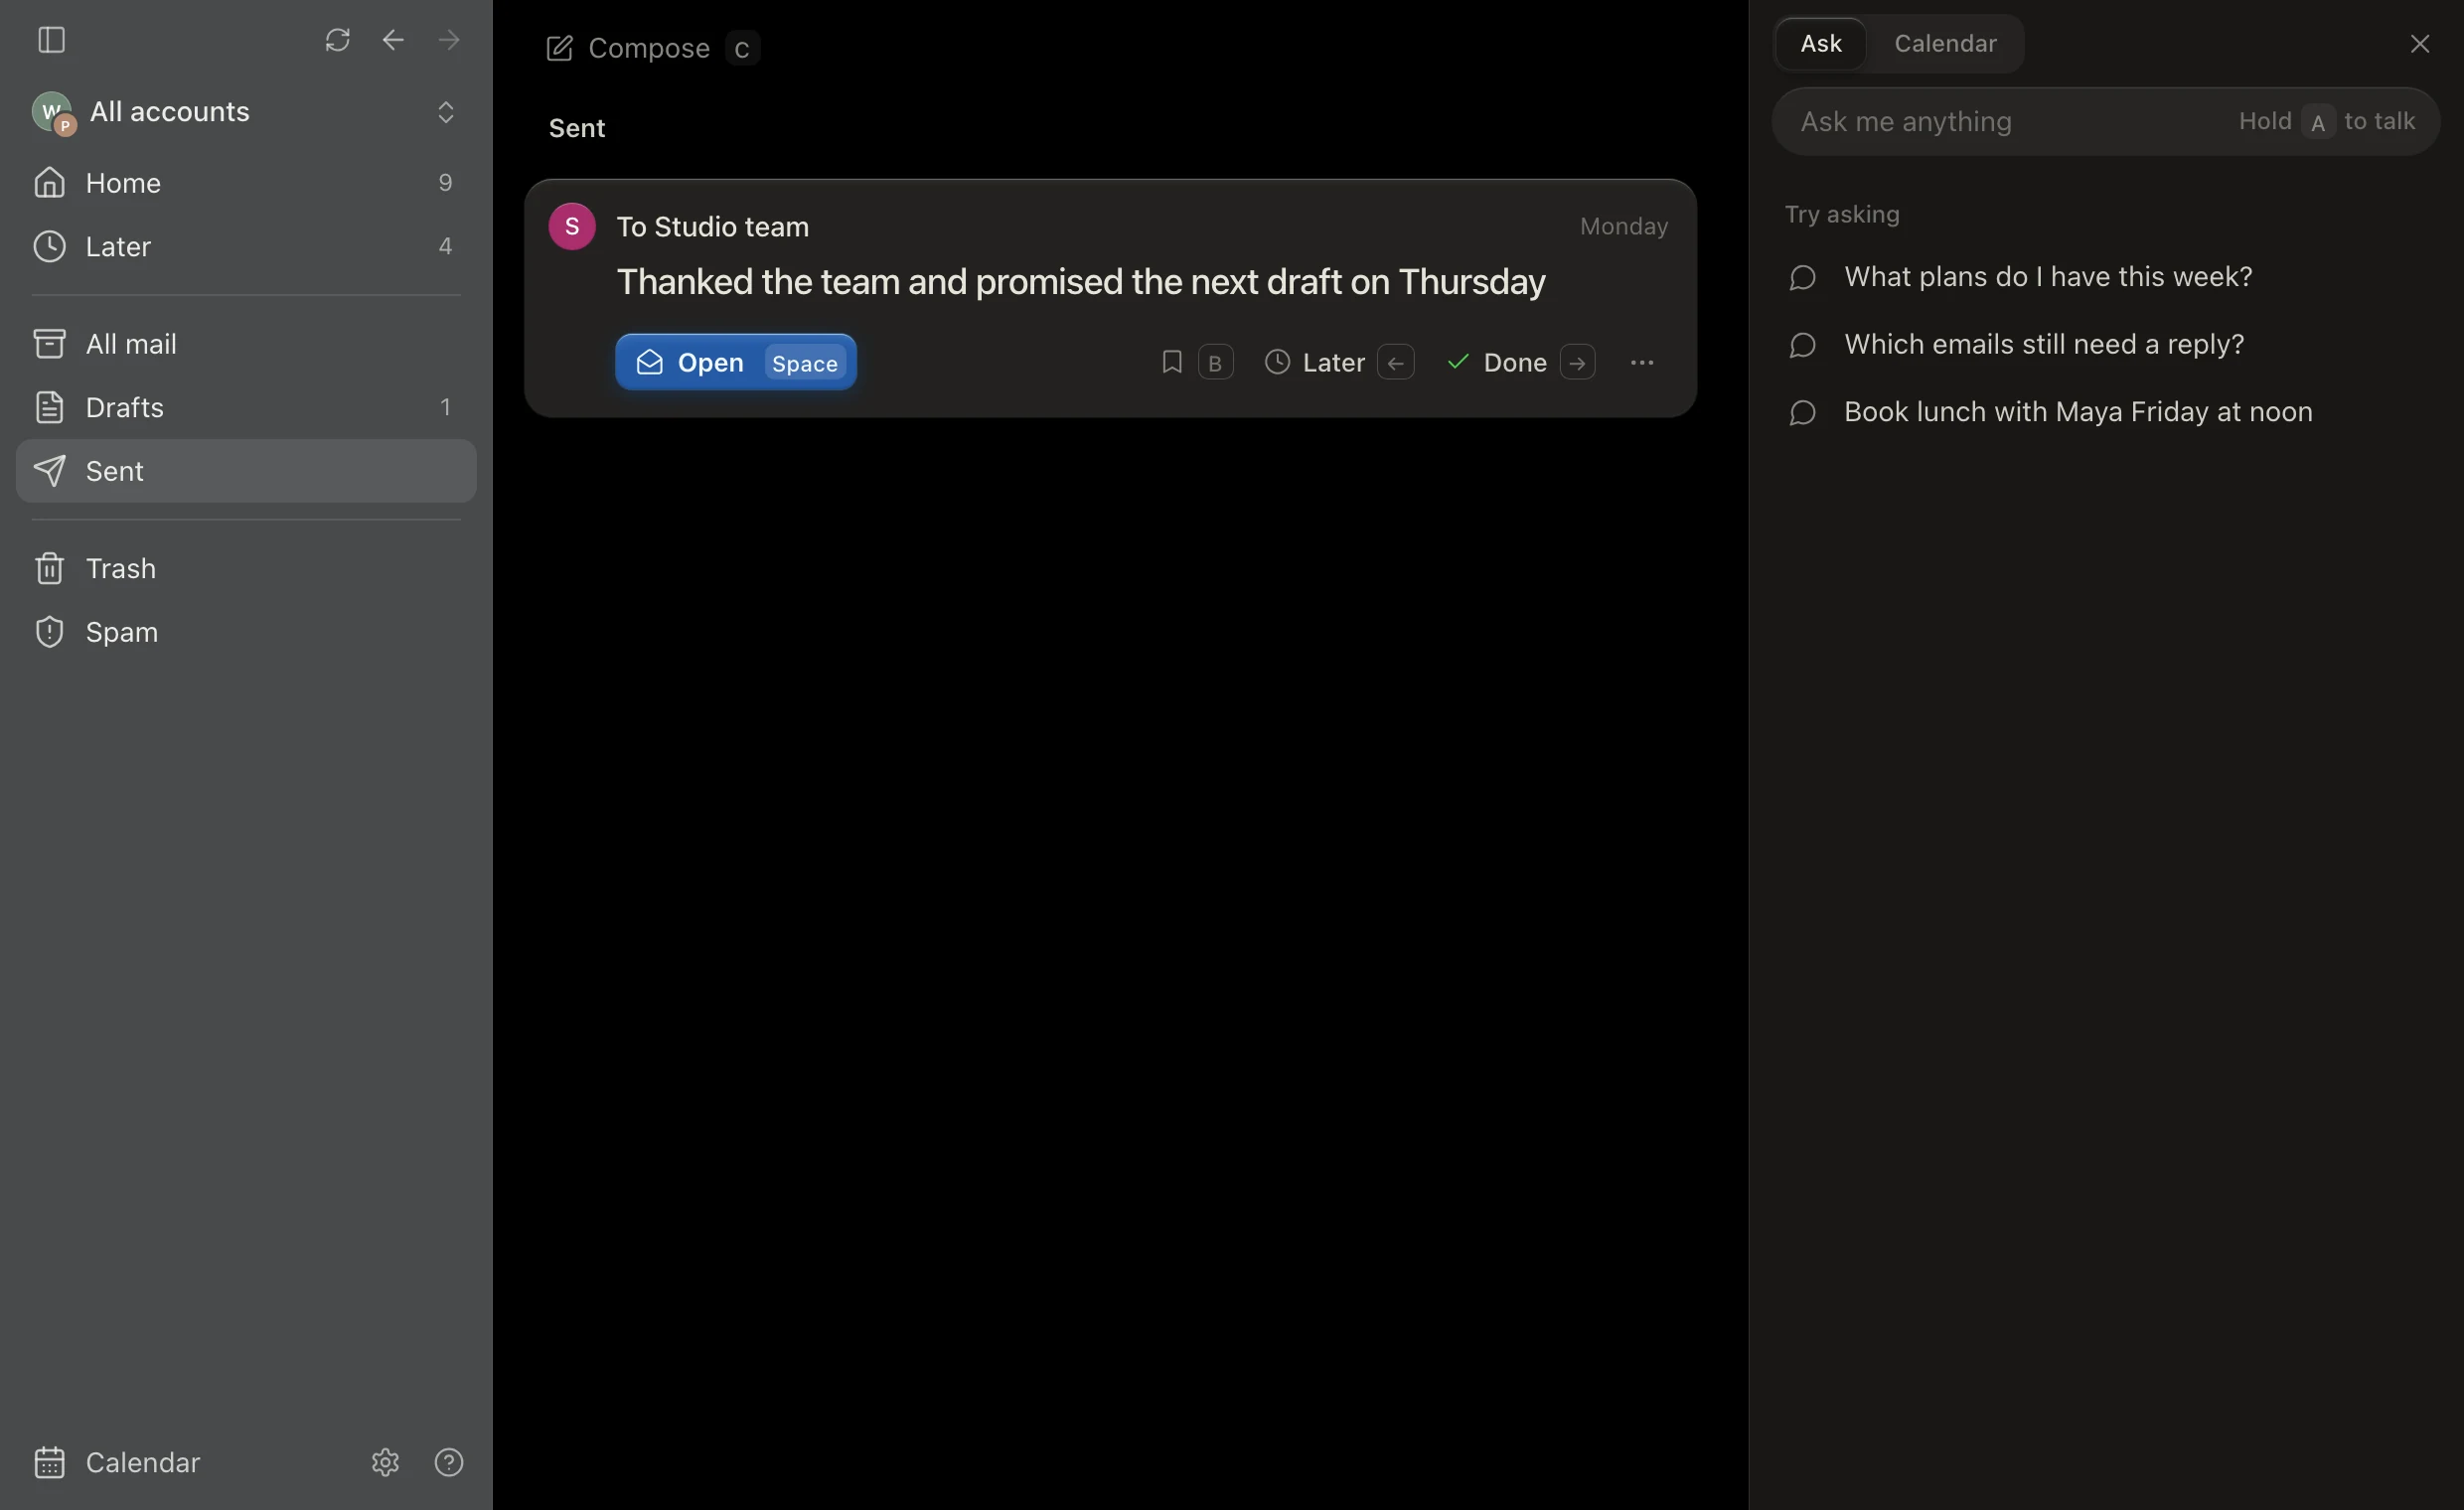 W
P
All accounts
Home 9
Later 4
All mail
Drafts 1
Sent
Trash
Spam
Calendar
Compose C
Sent
S To Studio team Monday
Thanked the team and promised the next draft on Thursday
Open Space B Later ← Done →
Ask Calendar
Ask me anything Hold A to talk
Try asking
What plans do I have this week?
Which emails still need a reply?
Book lunch with Maya Friday at noon